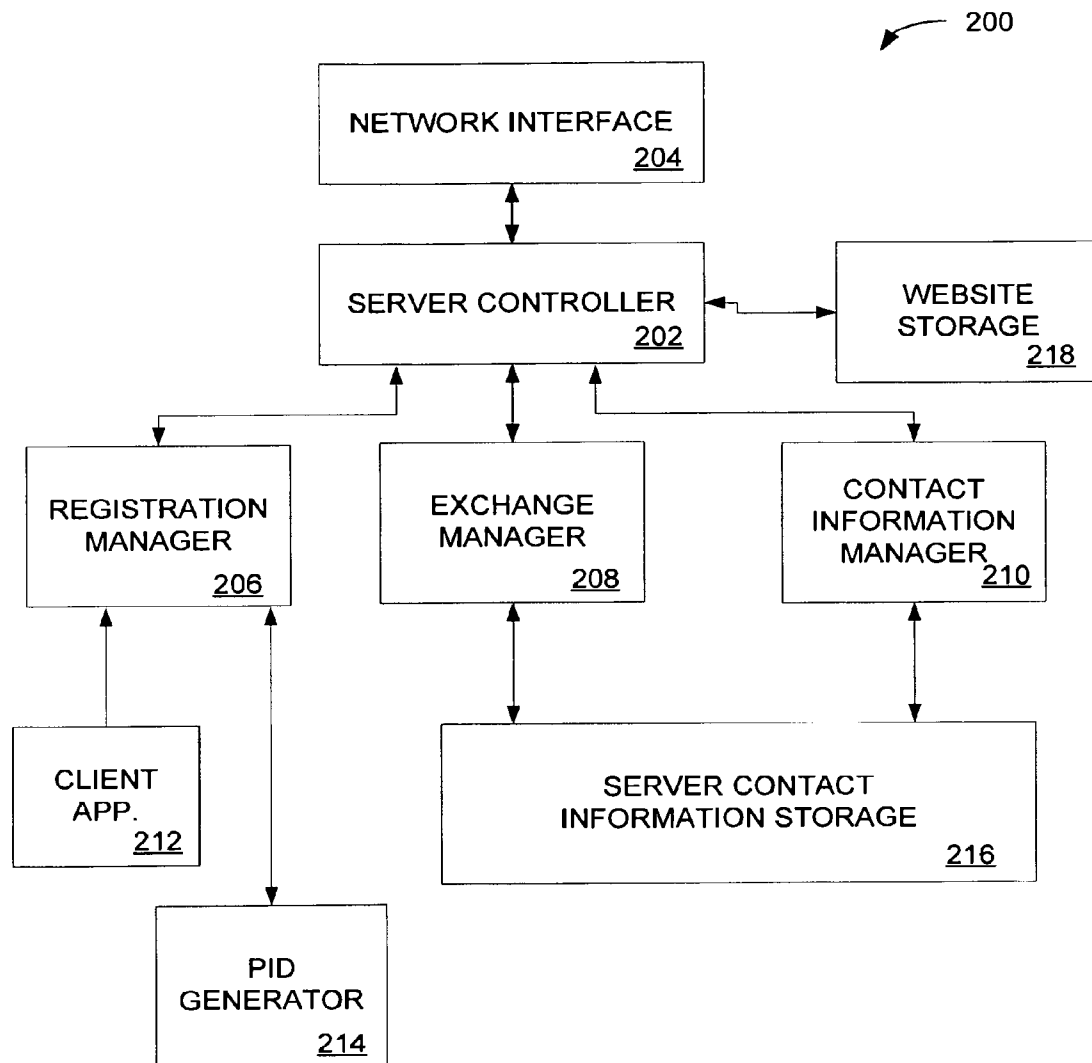 200
NETWORK INTERFACE
204
SERVER CONTROLLER
202
WEBSITE
STORAGE
218
REGISTRATION
MANAGER
206
EXCHANGE
MANAGER
208
CONTACT
INFORMATION
MANAGER
210
CLIENT
APP.
212
SERVER CONTACT
INFORMATION STORAGE
216
PID
GENERATOR
214